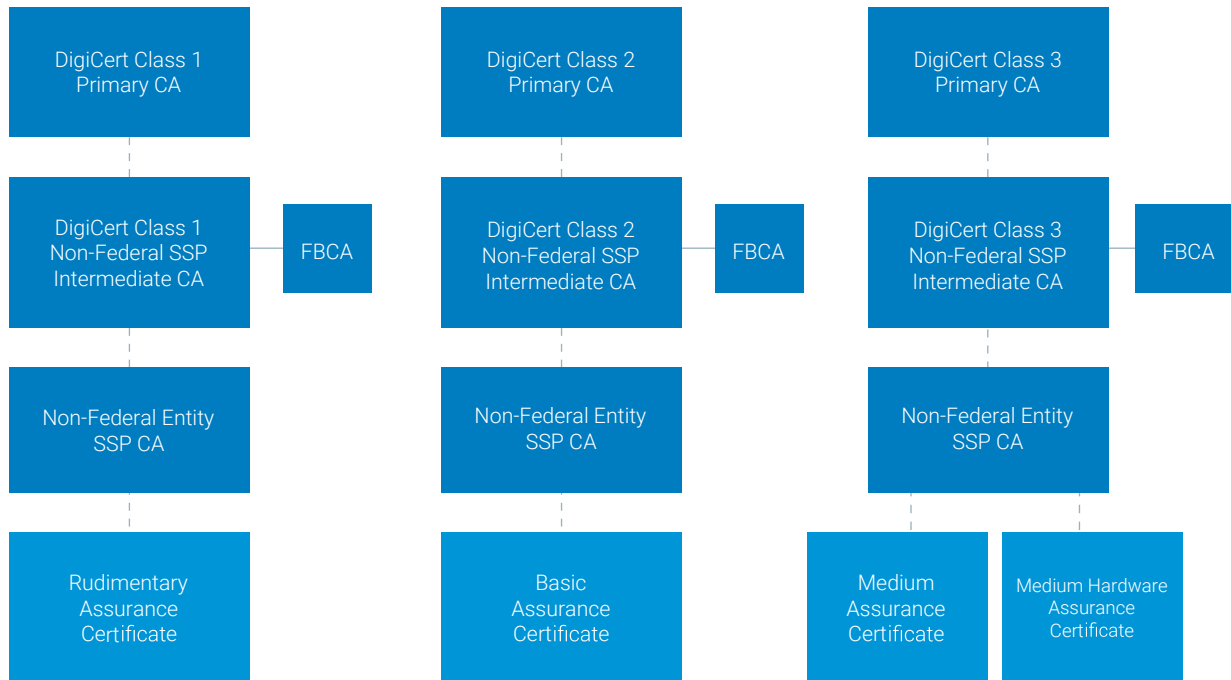 DigiCert Class 1
Primary CA
DigiCert Class 2
Primary CA
DigiCert Class 3
Primary CA
DigiCert Class 1
Non-Federal SSP
Intermediate CA
FBCA
DigiCert Class 2
Non-Federal SSP
Intermediate CA
FBCA
DigiCert Class 3
Non-Federal SSP
Intermediate CA
FBCA
Non-Federal Entity
SSP CA
Non-Federal Entity
SSP CA
Non-Federal Entity
SSP CA
Rudimentary
Assurance
Certificate
Basic
Assurance
Certificate
Medium
Assurance
Certificate
Medium Hardware
Assurance
Certificate